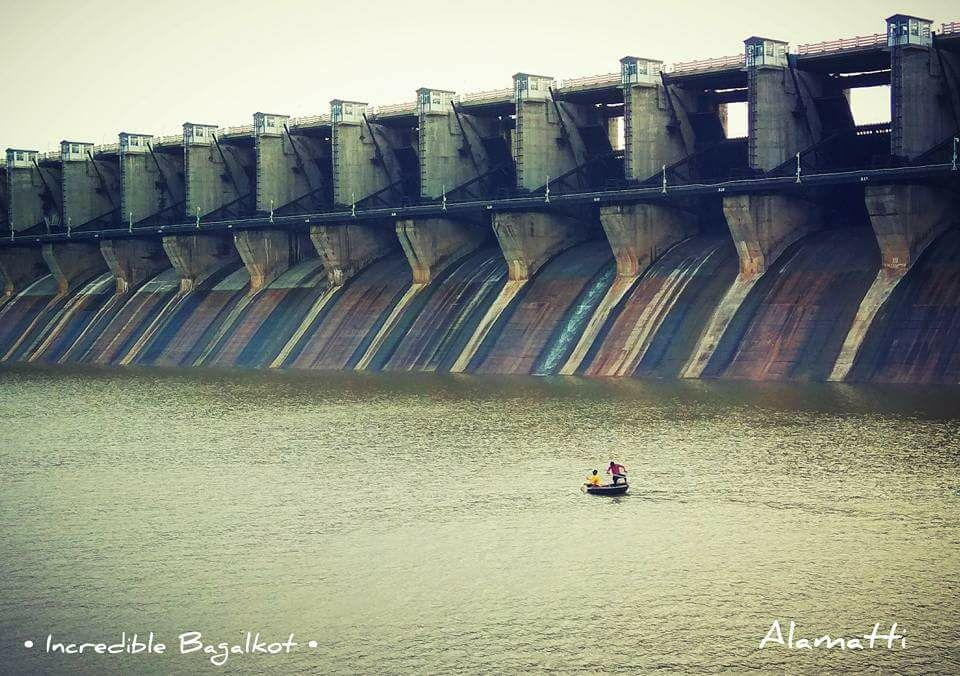 • Incredible Bagalkot •
Alamatti